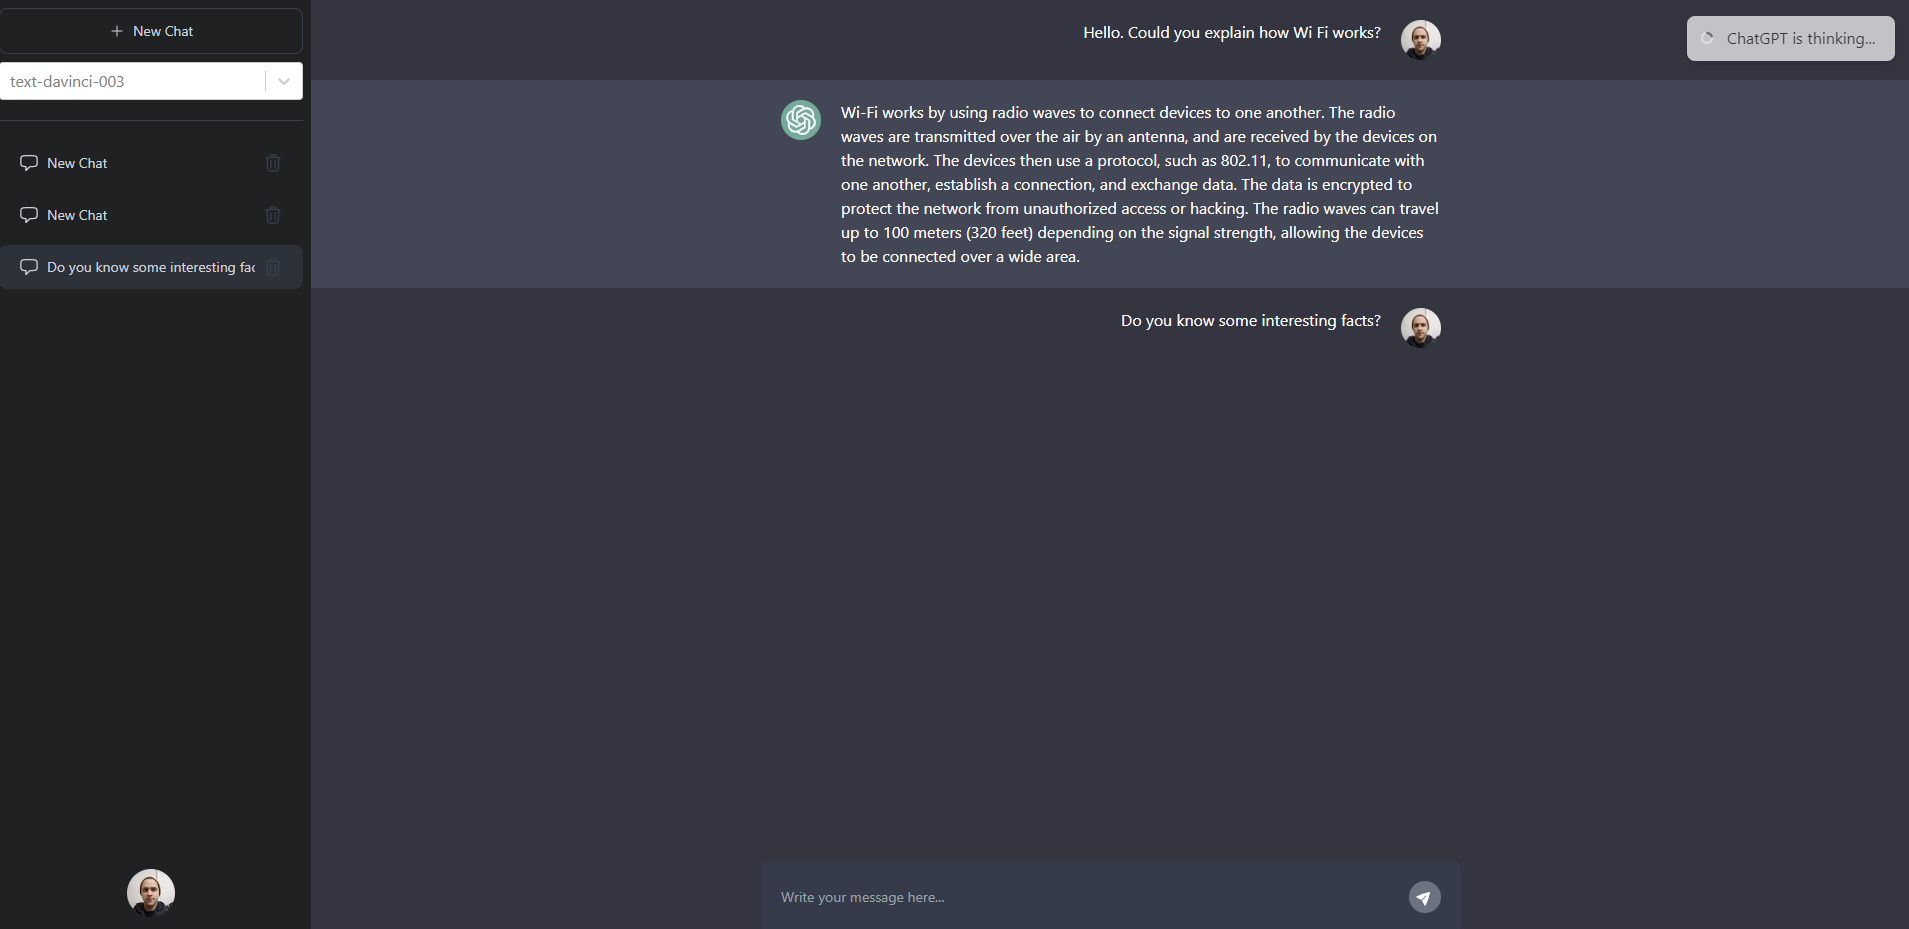 New Chat
text-davinci-003
New Chat
New Chat
Do you know some interesting fac
Hello. Could you explain how Wi Fi works?
ChatGPT is thinking...
Wi-Fi works by using radio waves to connect devices to one another. The radio
waves are transmitted over the air by an antenna, and are received by the devices on
the network. The devices then use a protocol, such as 802.11, to communicate with
one another, establish a connection, and exchange data. The data is encrypted to
protect the network from unauthorized access or hacking. The radio waves can travel
up to 100 meters (320 feet) depending on the signal strength, allowing the devices
to be connected over a wide area.
Do you know some interesting facts?
Write your message here...